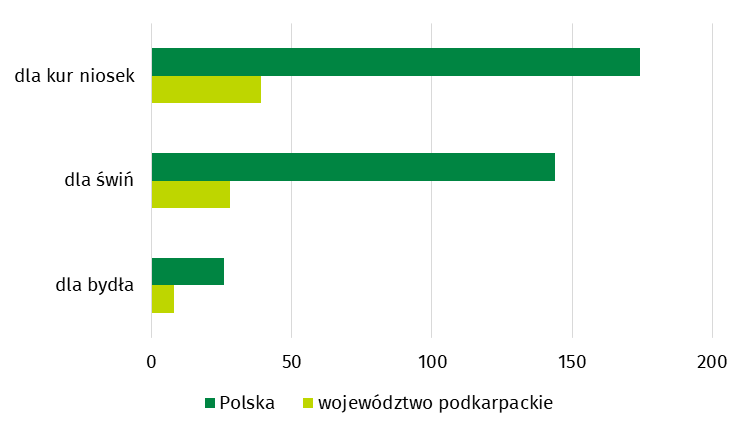 dla kur niosek
dla świń
dla bydła
0 50 100 150 200
Polska województwo podkarpackie